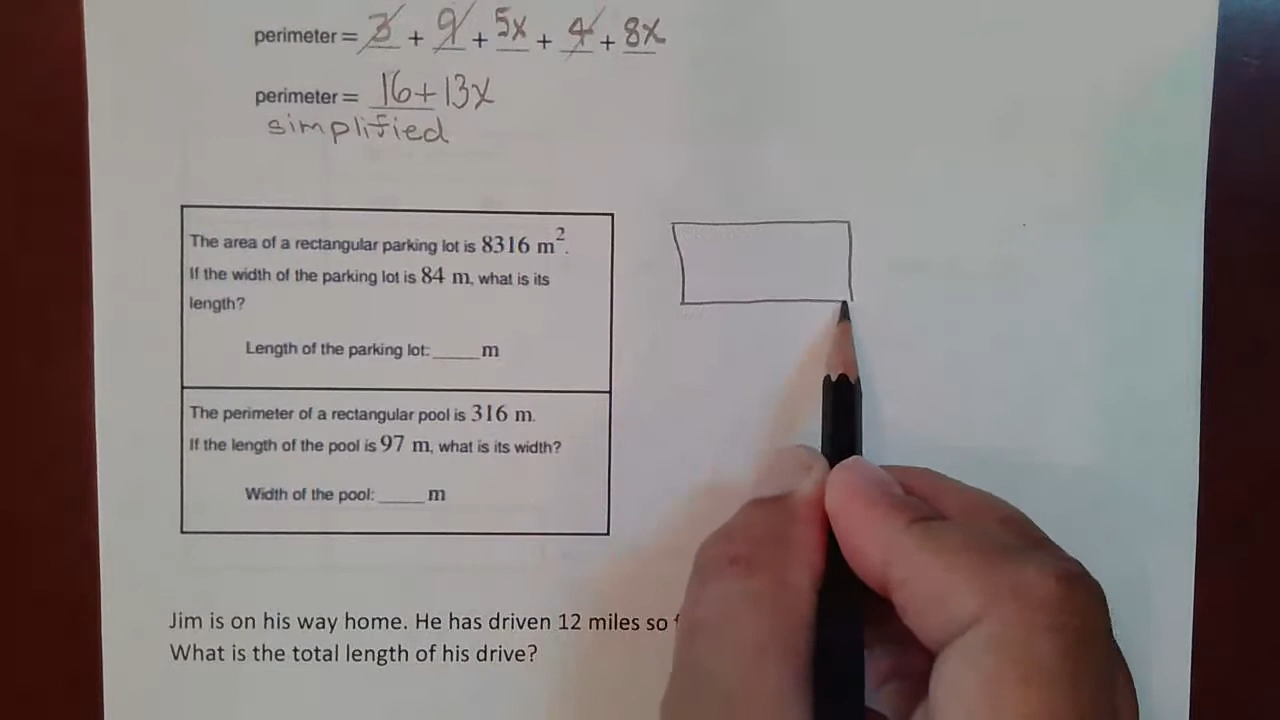 perimeter = 3 + 9 + 5x + 4 + 8x
perimeter = 16 + 13x
simplified
The area of a rectangular parking lot is 8316 m².
If the width of the parking lot is 84 m, what is its
length?
Length of the parking lot: ____ m
The perimeter of a rectangular pool is 316 m.
If the length of the pool is 97 m, what is its width?
Width of the pool: ____ m
Jim is on his way home. He has driven 12 miles so
What is the total length of his drive?